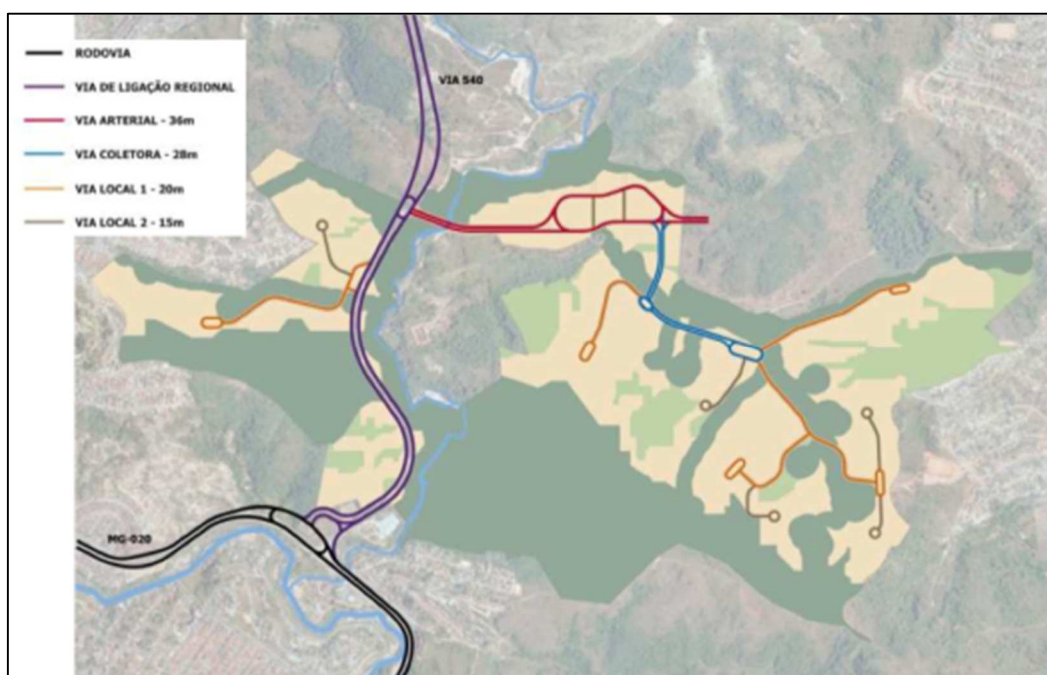 RODOVIA
VIA DE LIGAÇÃO REGIONAL
VIA ARTERIAL - 36m
VIA COLETORA - 28m
VIA LOCAL 1 - 20m
VIA LOCAL 2 - 15m
VIA 540
MG-020